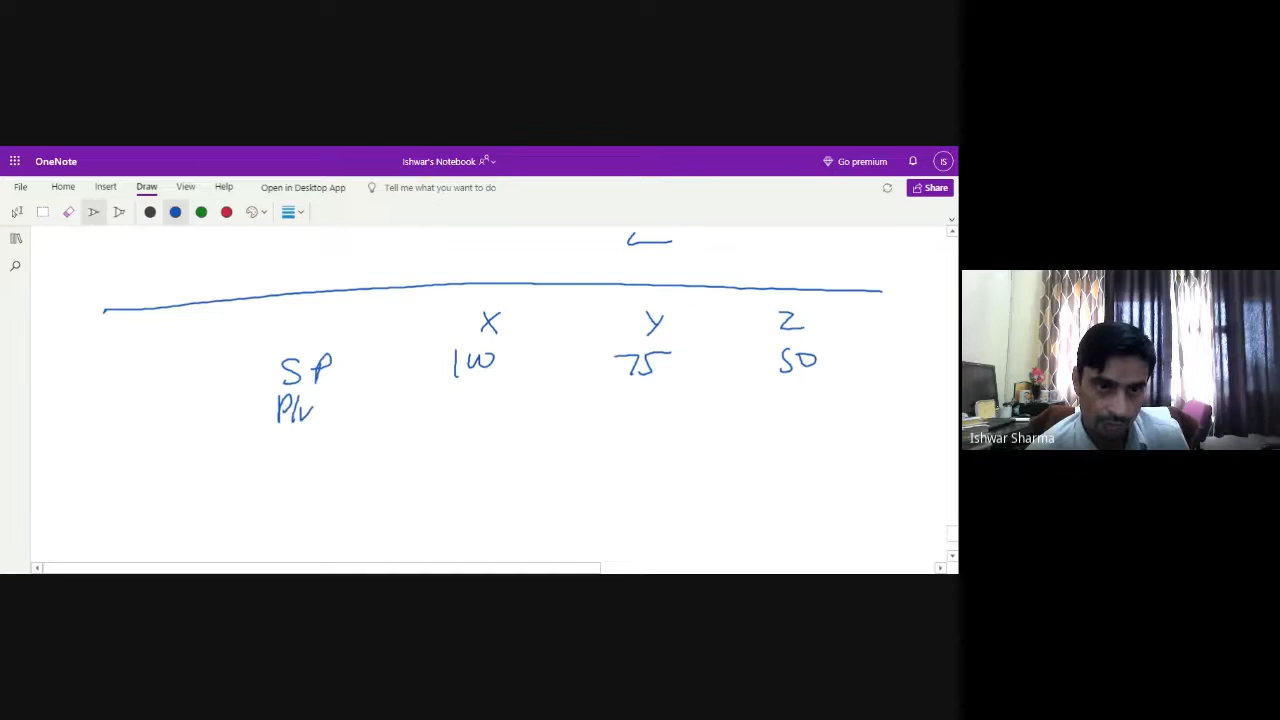 OneNote
Ishwar's Notebook
Go premium
IS
File Home Insert Draw View Help Open in Desktop App Tell me what you want to do
Share
X Y Z
SP 100 75 50
P/V
Ishwar Sharma